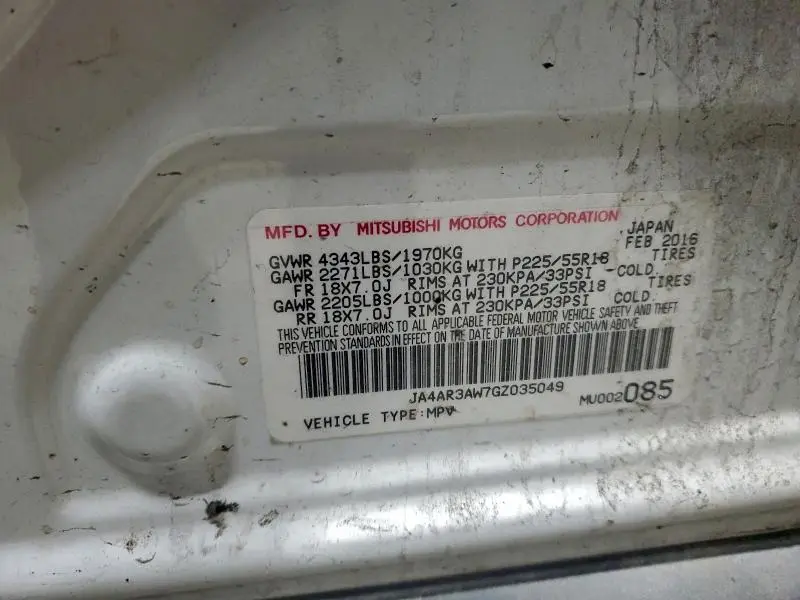 MFD. BY MITSUBISHI MOTORS CORPORATION JAPAN
GVWR 4343LBS/1970KG FEB 2016
GAWR 2271LBS/1030KG WITH P225/55R18 TIRES
FR 18X7.0J RIMS AT 230KPA/33PSI -COLD.
GAWR 2205LBS/1000KG WITH P225/55R18 TIRES
RR 18X7.0J RIMS AT 230KPA/33PSI COLD.
THIS VEHICLE CONFORMS TO ALL APPLICABLE FEDERAL MOTOR VEHICLE SAFETY AND THEFT
PREVENTION STANDARDS IN EFFECT ON THE DATE OF MANUFACTURE SHOWN ABOVE.
JA4AR3AW7GZ035049
VEHICLE TYPE:MPV MU002085